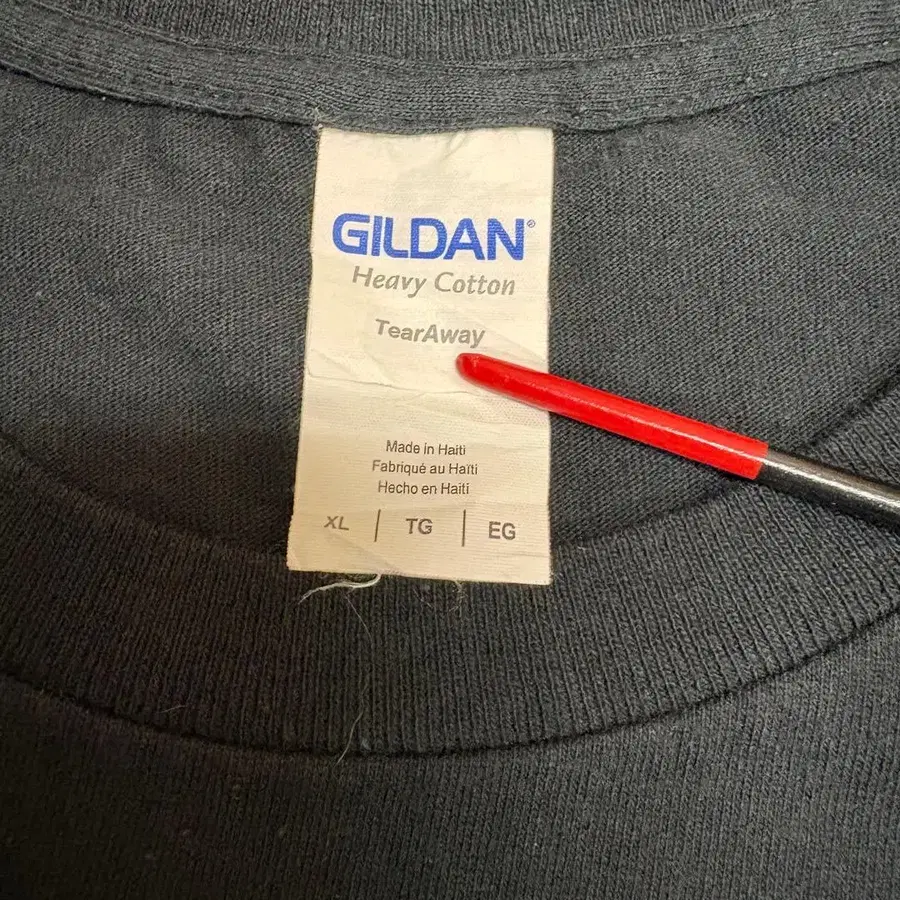 GILDAN®
Heavy Cotton
TearAway
Made in Haiti
Fabriqué au Haïti
Hecho en Haiti
XL | TG | EG